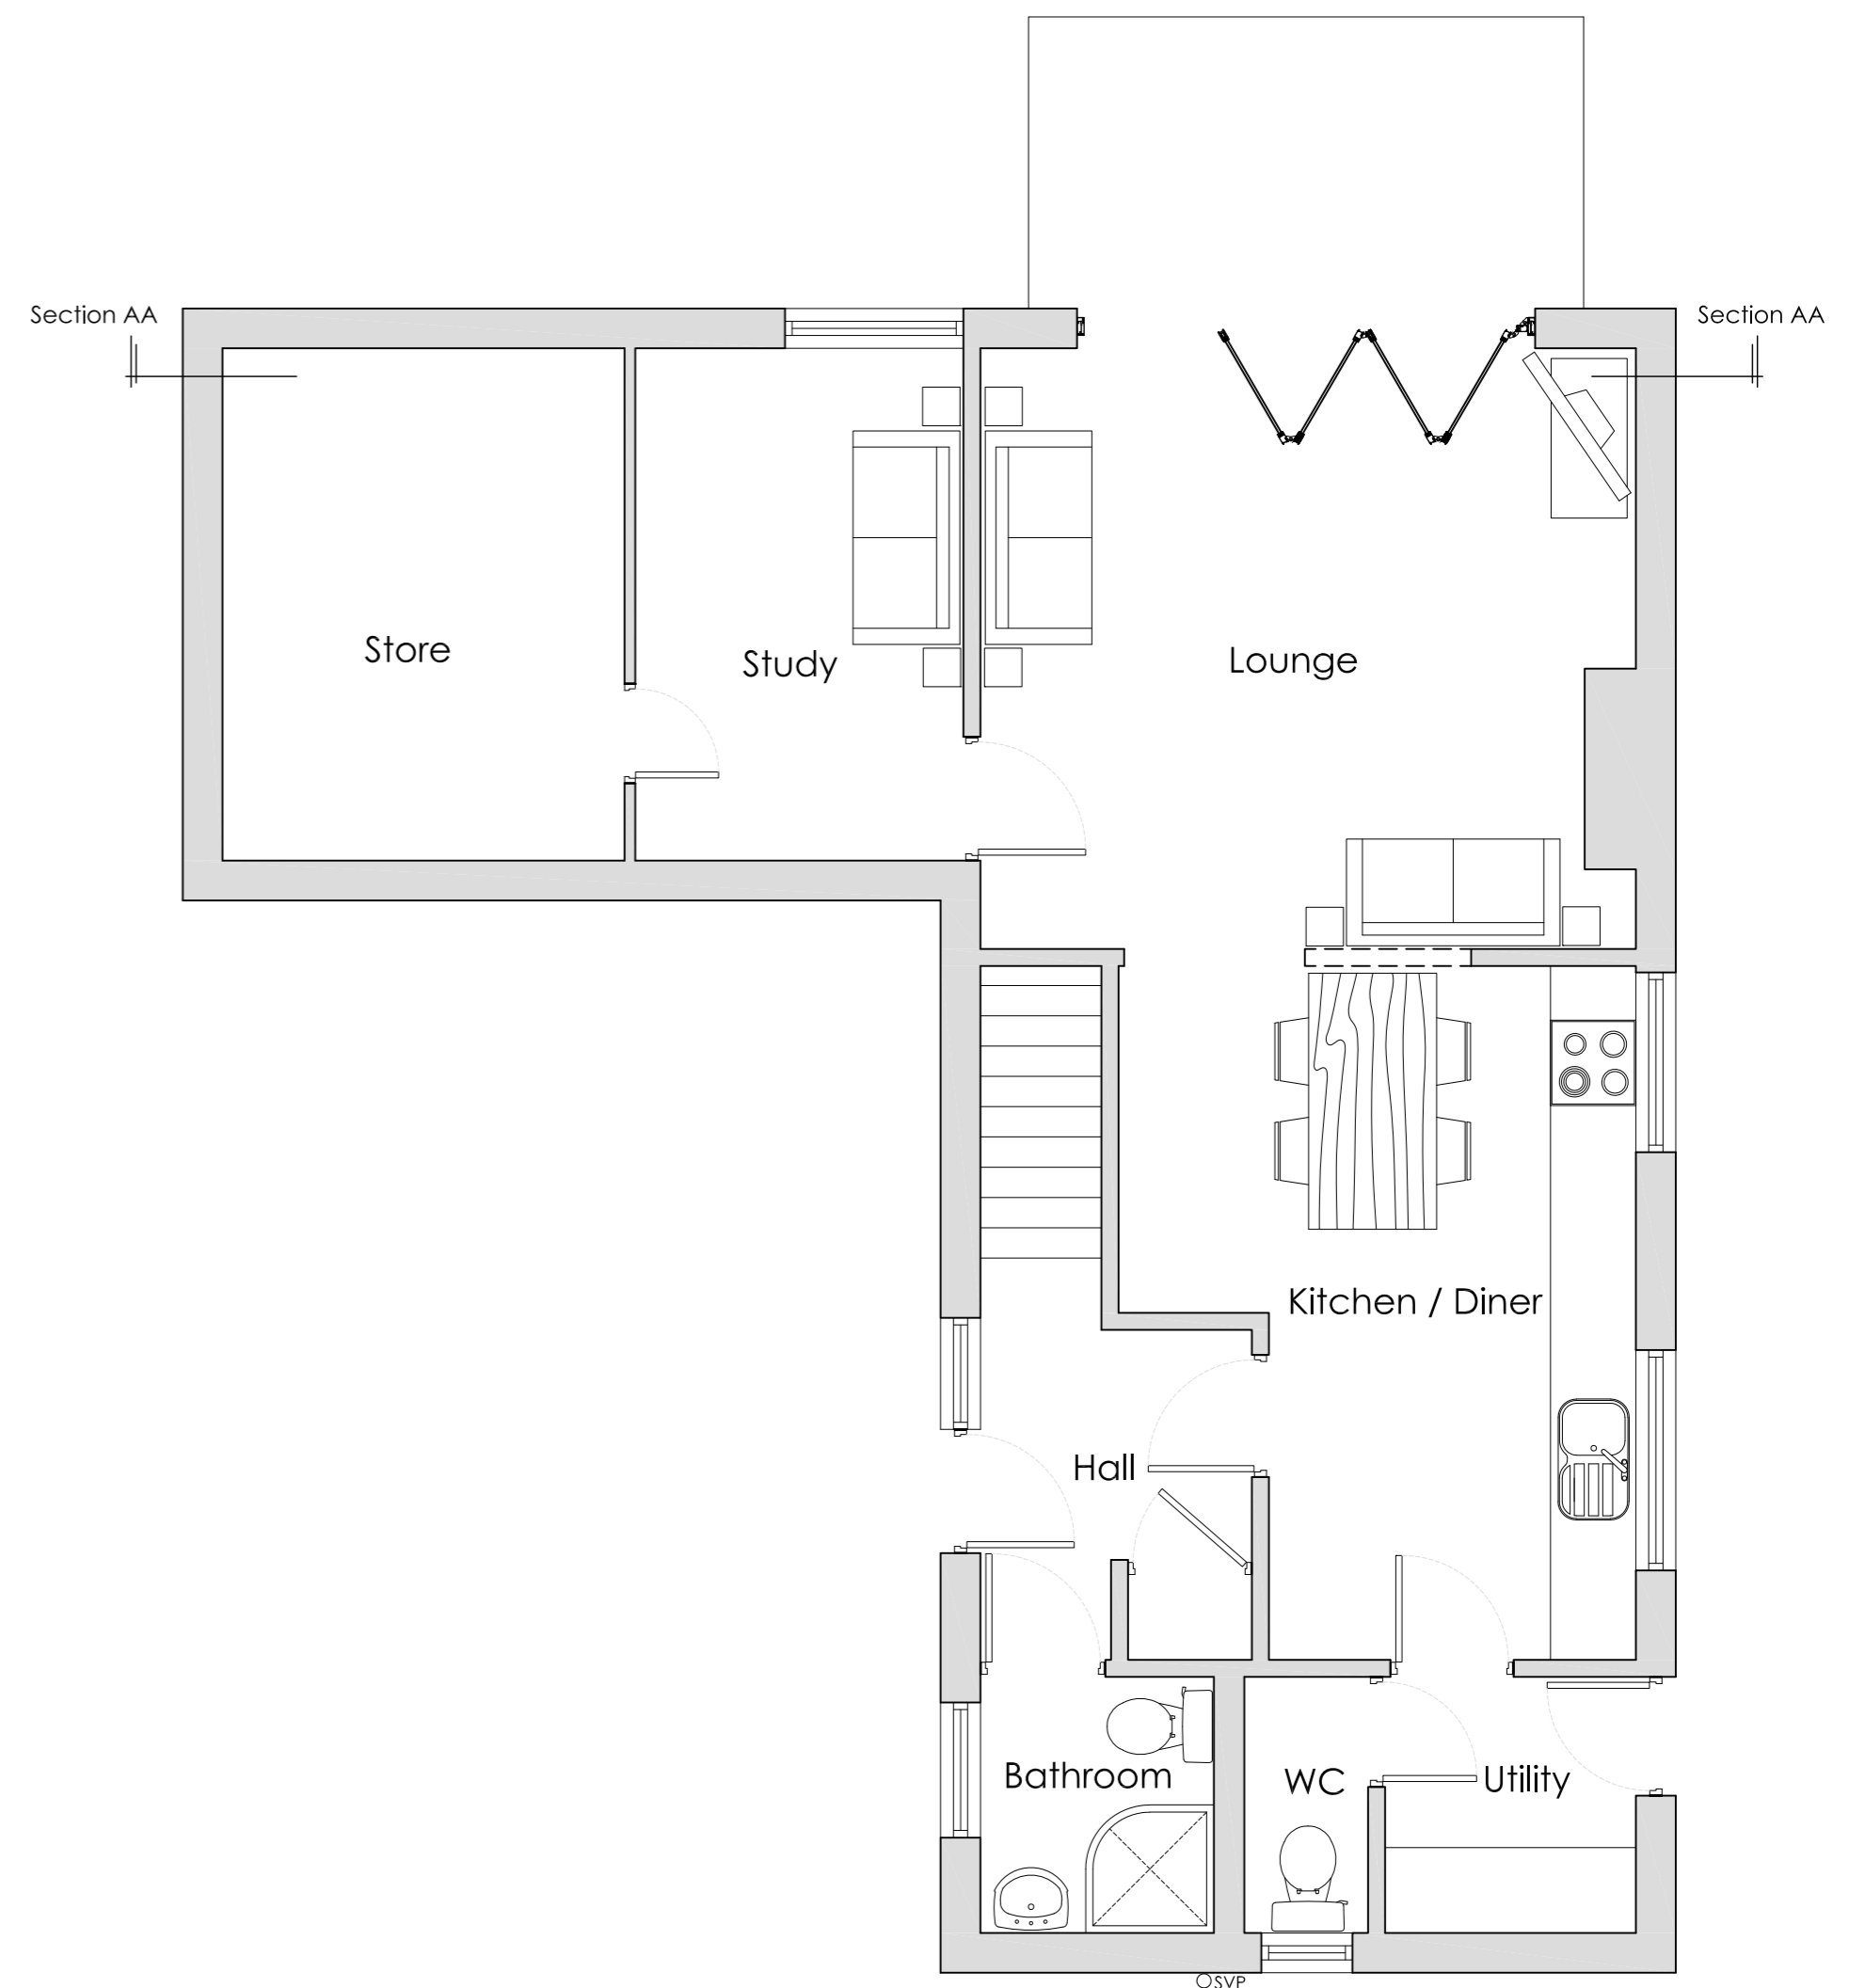 Section AA
Section AA
Store
Study
Lounge
Kitchen / Diner
Hall
Bathroom
WC
Utility
SVP